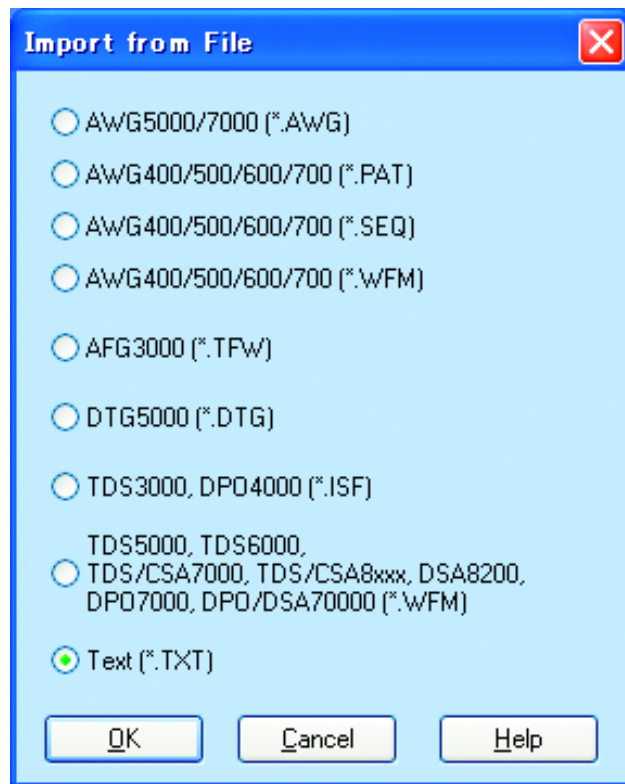 Import from File
AWG5000/7000 (*.AWG)
AWG400/500/600/700 (*.PAT)
AWG400/500/600/700 (*.SEQ)
AWG400/500/600/700 (*.WFM)
AFG3000 (*.TFW)
DTG5000 (*.DTG)
TDS3000, DPO4000 (*.ISF)
TDS5000, TDS6000,
TDS/CSA7000, TDS/CSA8xxx, DSA8200,
DPO7000, DPO/DSA70000 (*.WFM)
Text (*.TXT)
OK Cancel Help